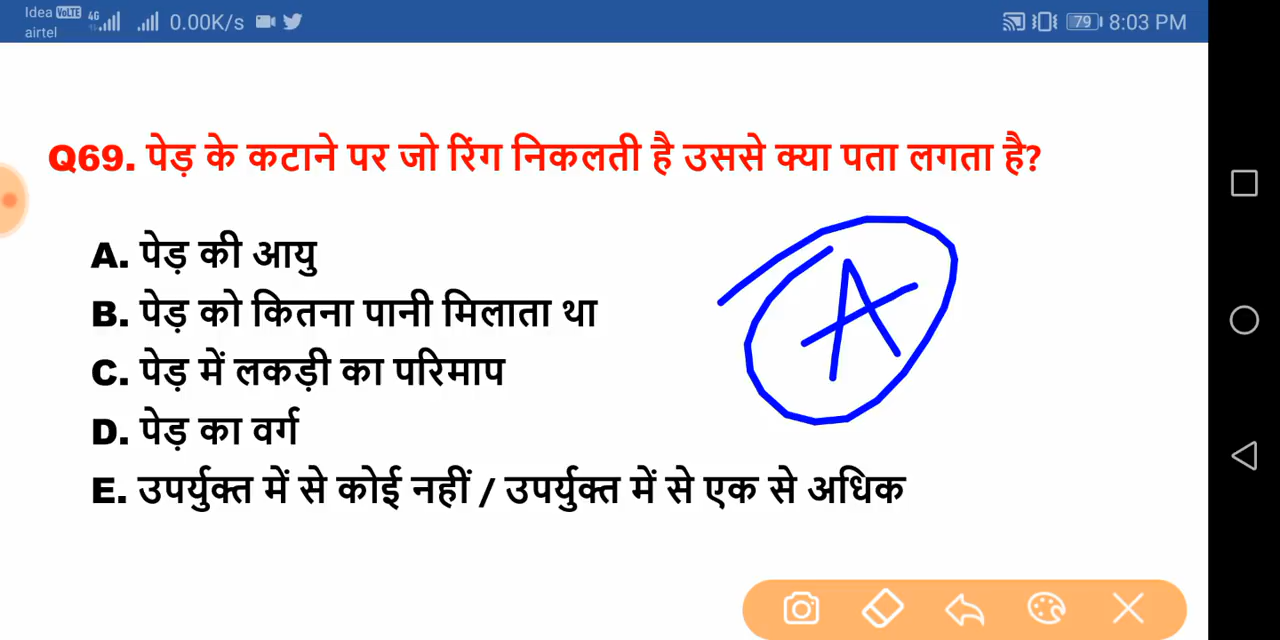 Idea VoLTE 4G 0.00K/s 79 8:03 PM
airtel
Q69. पेड़ के कटाने पर जो रिंग निकलती है उससे क्या पता लगता है?
A. पेड़ की आयु
B. पेड़ को कितना पानी मिलाता था
C. पेड़ में लकड़ी का परिमाप
D. पेड़ का वर्ग
E. उपर्युक्त में से कोई नहीं / उपर्युक्त में से एक से अधिक
A